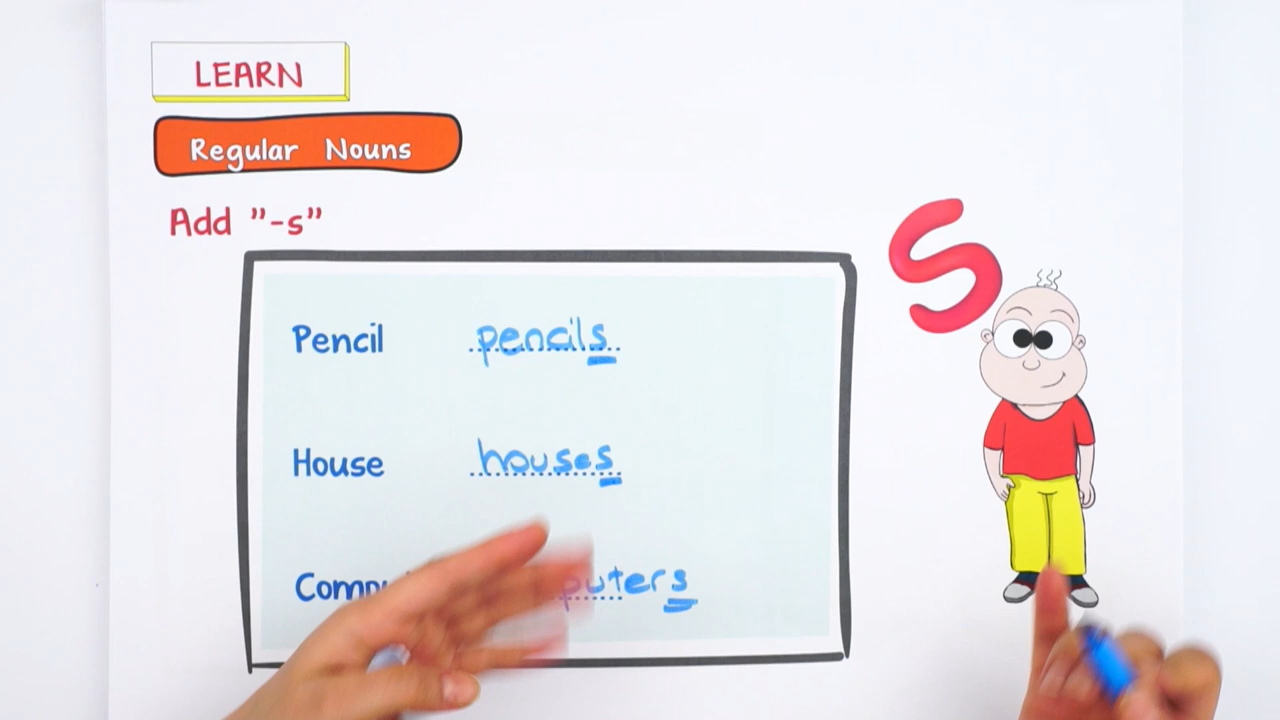 LEARN
Regular Nouns
Add "-s"
S
Pencil pencils
House houses